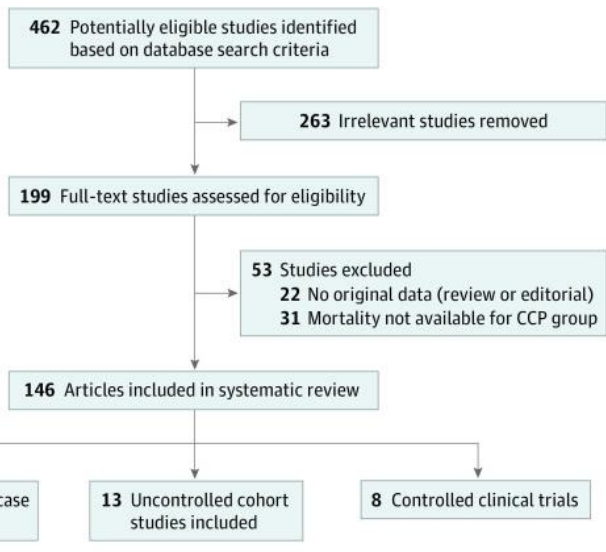 462 Potentially eligible studies identified
based on database search criteria
263 Irrelevant studies removed
199 Full-text studies assessed for eligibility
53 Studies excluded
22 No original data (review or editorial)
31 Mortality not available for CCP group
146 Articles included in systematic review
case
13 Uncontrolled cohort
studies included
8 Controlled clinical trials